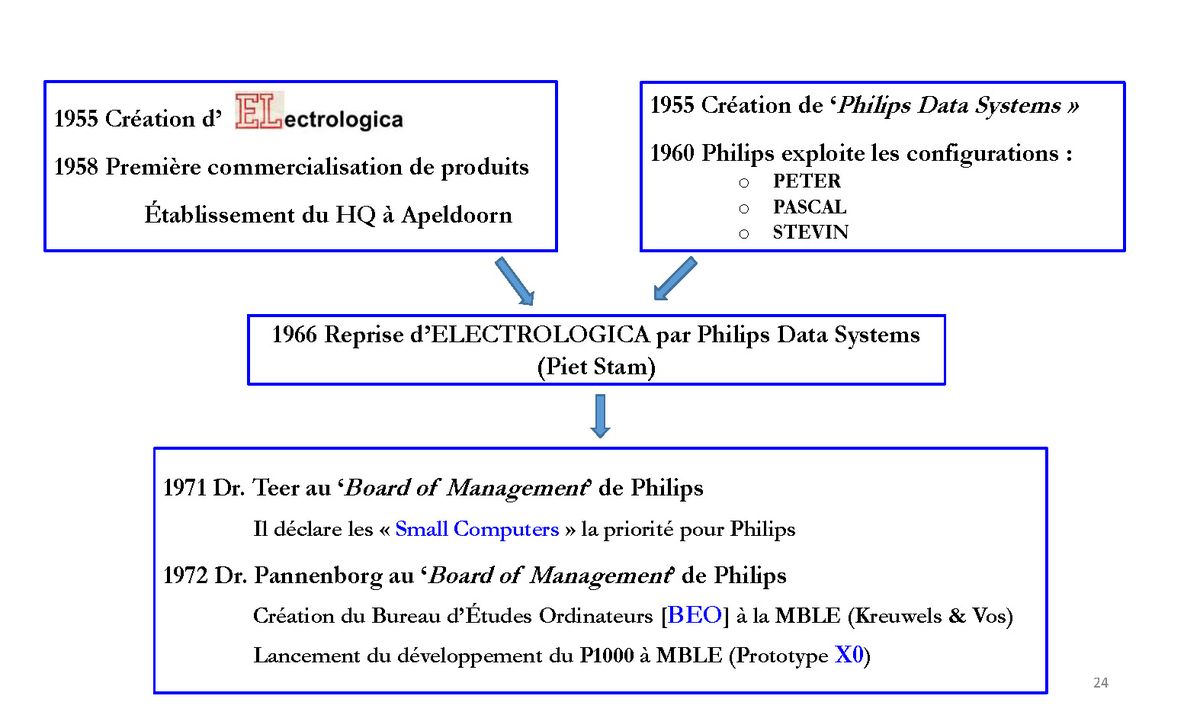 1955 Création d’ ELectrologica
1958 Première commercialisation de produits
Établissement du HQ à Apeldoorn
1955 Création de ‘Philips Data Systems »
1960 Philips exploite les configurations :
o PETER
o PASCAL
o STEVIN
1966 Reprise d’ELECTROLOGICA par Philips Data Systems
(Piet Stam)
1971 Dr. Teer au ‘Board of Management’ de Philips
Il déclare les « Small Computers » la priorité pour Philips
1972 Dr. Pannenborg au ‘Board of Management’ de Philips
Création du Bureau d’Études Ordinateurs [BEO] à la MBLE (Kreuwels & Vos)
Lancement du développement du P1000 à MBLE (Prototype X0)
24